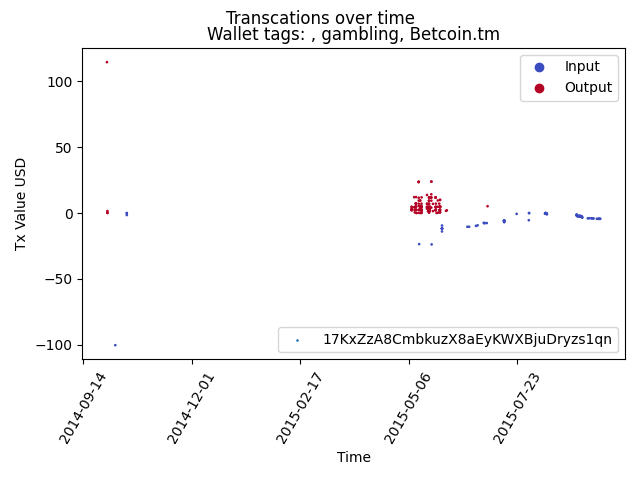 Transcations over time
Wallet tags: , gambling, Betcoin.tm
Input
Output
Tx Value USD
100
50
0
−50
−100
17KxZzA8CmbkuzX8aEyKWXBjuDryzs1qn
2014-09-14
2014-12-01
2015-02-17
2015-05-06
2015-07-23
Time